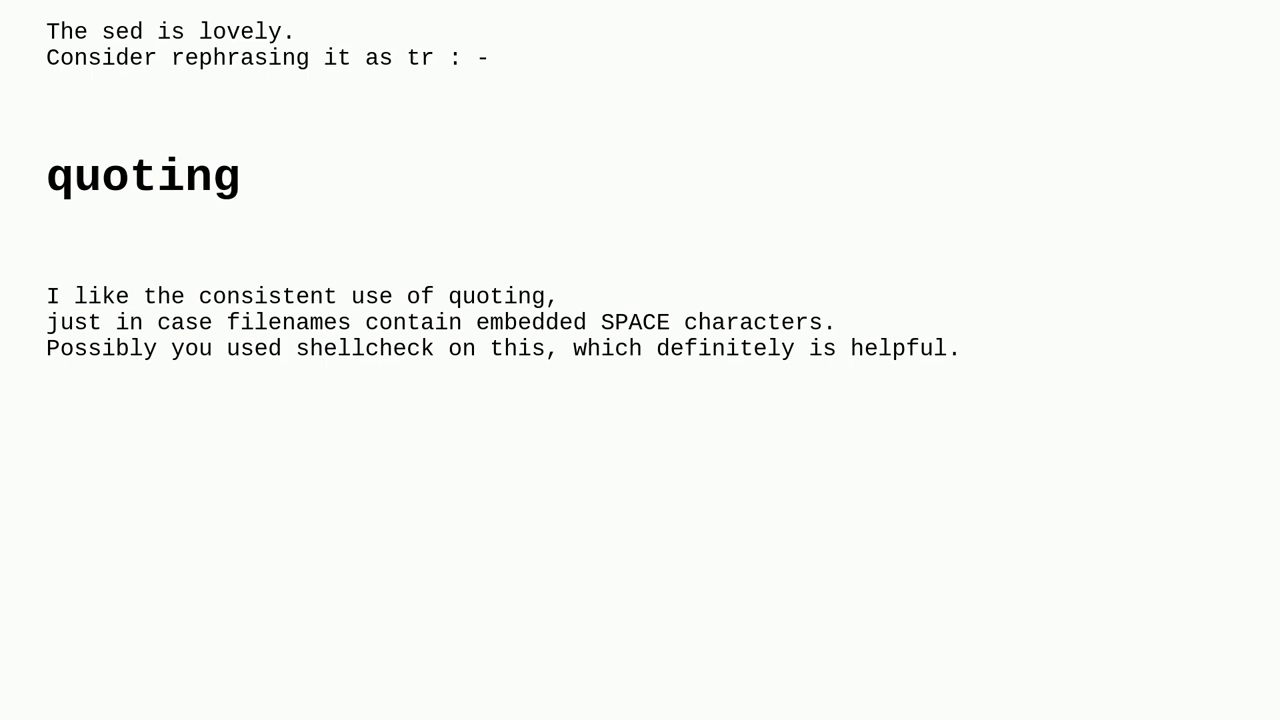 The sed is lovely.
Consider rephrasing it as tr : -
quoting
I like the consistent use of quoting,
just in case filenames contain embedded SPACE characters.
Possibly you used shellcheck on this, which definitely is helpful.